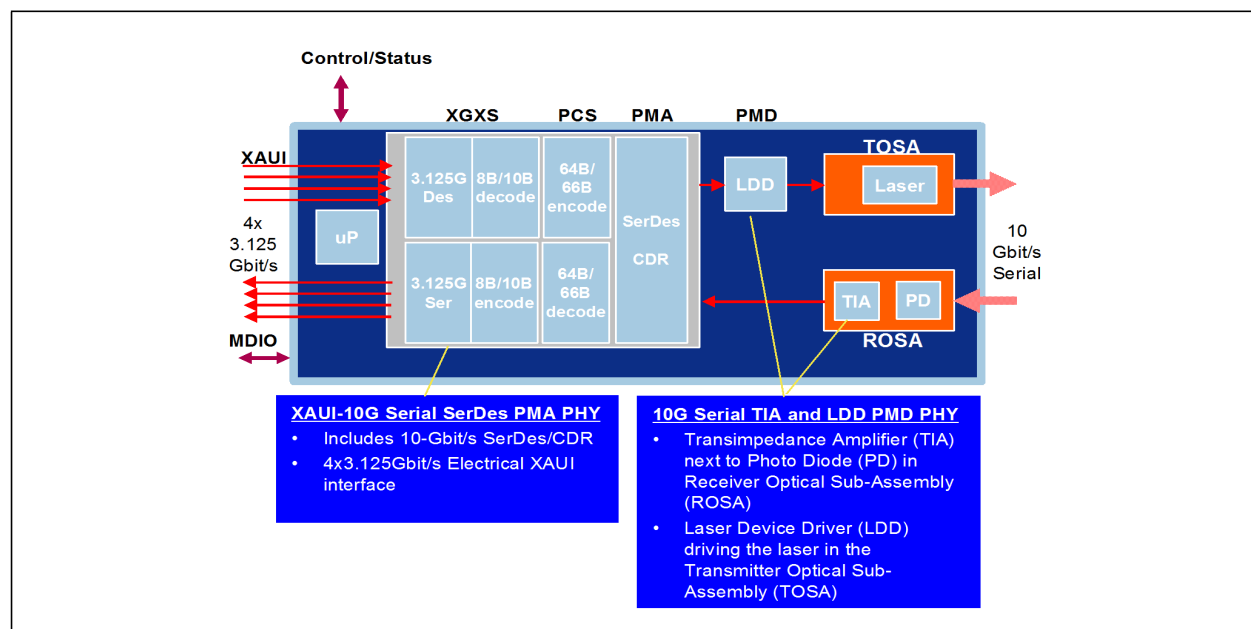 Control/Status
XGXS PCS PMA PMD
XAUI
4x
3.125
Gbit/s
MDIO
uP
3.125G
Des
8B/10B
decode
64B/
66B
encode
3.125G
Ser
8B/10B
encode
64B/
66B
decode
SerDes
CDR
LDD
TOSA
Laser
10
Gbit/s
Serial
TIA
PD
ROSA
XAUI-10G Serial SerDes PMA PHY
• Includes 10-Gbit/s SerDes/CDR
• 4x3.125Gbit/s Electrical XAUI
interface
10G Serial TIA and LDD PMD PHY
• Transimpedance Amplifier (TIA)
next to Photo Diode (PD) in
Receiver Optical Sub-Assembly
(ROSA)
• Laser Device Driver (LDD)
driving the laser in the
Transmitter Optical Sub-
Assembly (TOSA)